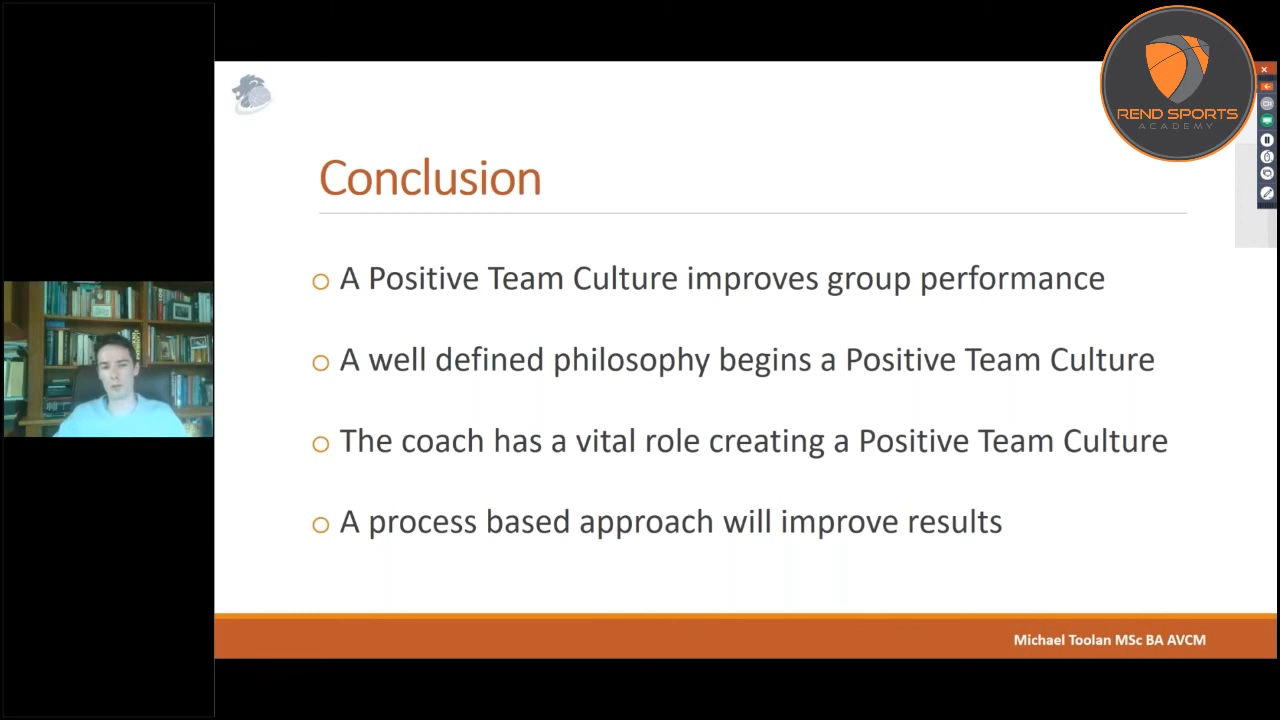 REND SPORTS
ACADEMY
Conclusion
A Positive Team Culture improves group performance
A well defined philosophy begins a Positive Team Culture
The coach has a vital role creating a Positive Team Culture
A process based approach will improve results
Michael Toolan MSc BA AVCM